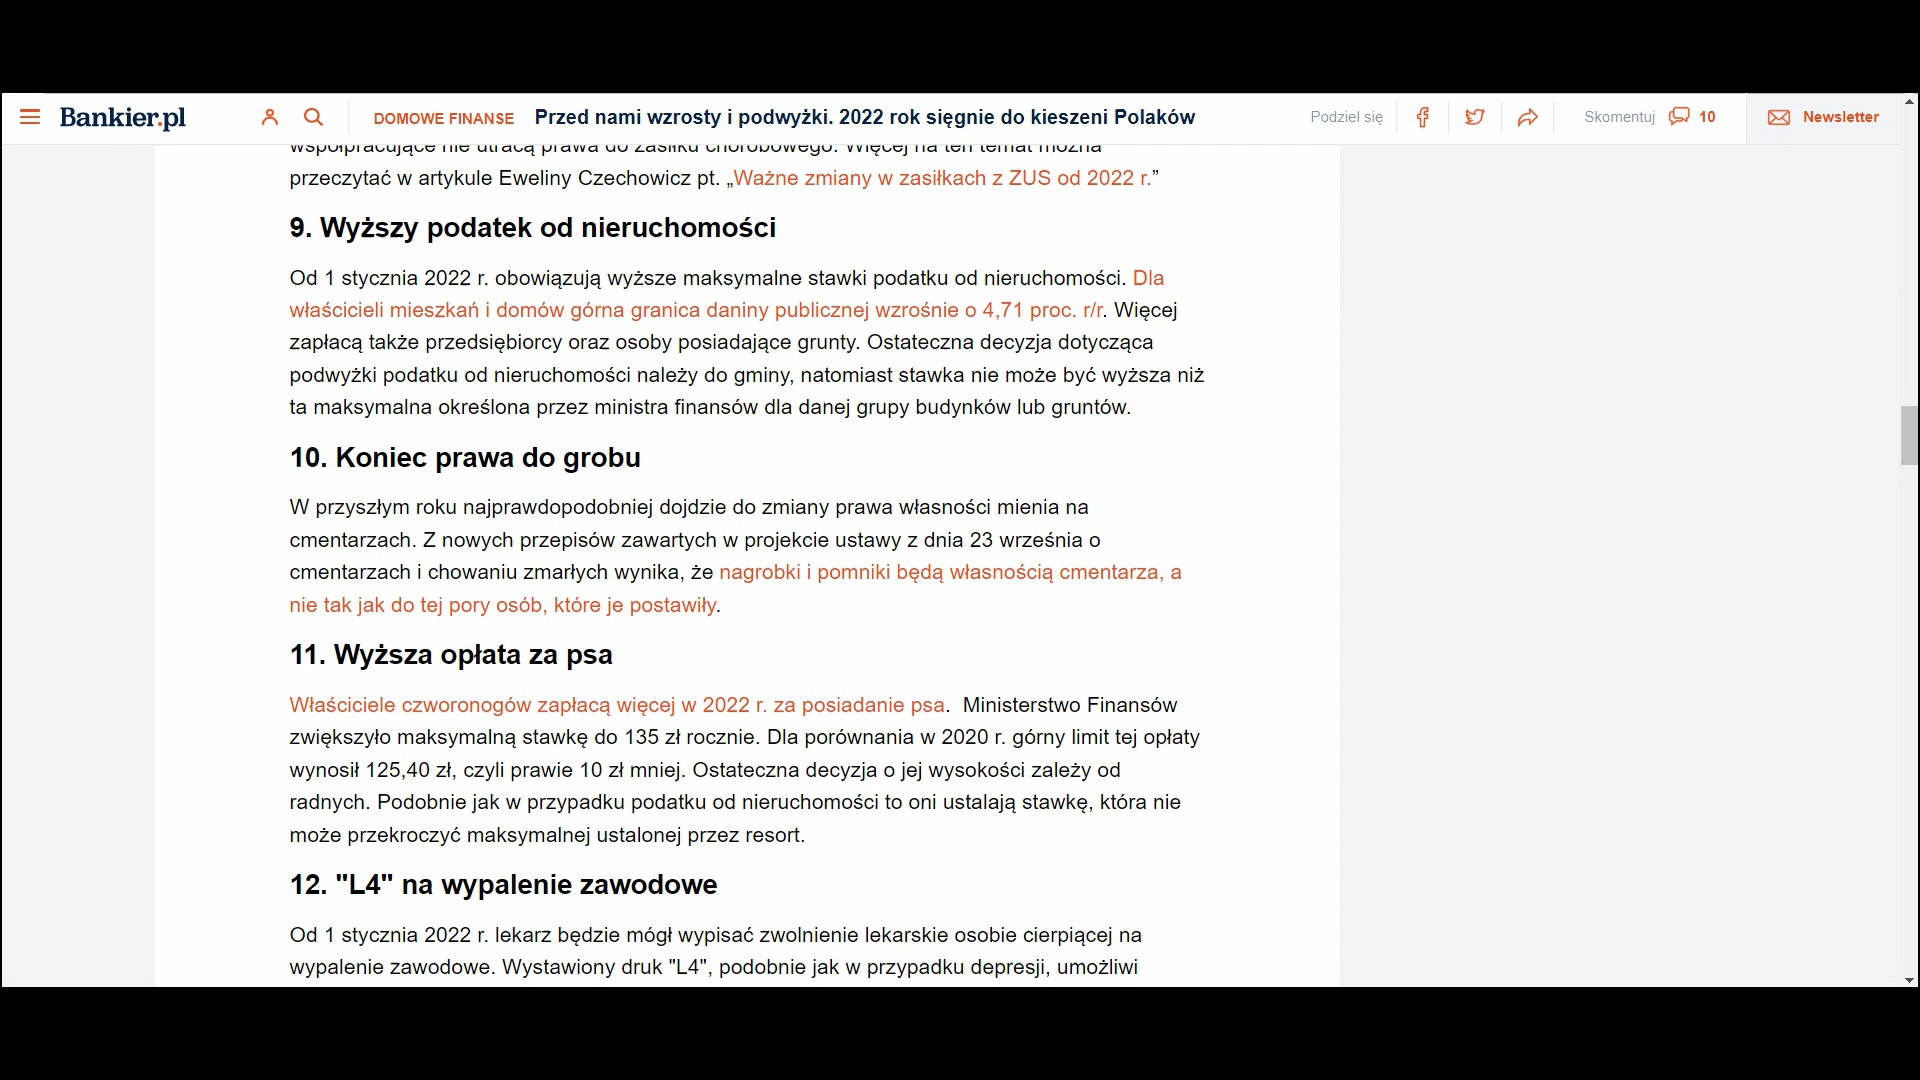 Bankier.pl
DOMOWE FINANSE
Przed nami wzrosty i podwyżki. 2022 rok sięgnie do kieszeni Polaków
Podziel się
Skomentuj
10
Newsletter
współpracujące nie utracą prawa do zasiłku chorobowego. Więcej na ten temat można
przeczytać w artykule Eweliny Czechowicz pt. „Ważne zmiany w zasiłkach z ZUS od 2022 r.”
9. Wyższy podatek od nieruchomości
Od 1 stycznia 2022 r. obowiązują wyższe maksymalne stawki podatku od nieruchomości. Dla
właścicieli mieszkań i domów górna granica daniny publicznej wzrośnie o 4,71 proc. r/r. Więcej
zapłacą także przedsiębiorcy oraz osoby posiadające grunty. Ostateczna decyzja dotycząca
podwyżki podatku od nieruchomości należy do gminy, natomiast stawka nie może być wyższa niż
ta maksymalna określona przez ministra finansów dla danej grupy budynków lub gruntów.
10. Koniec prawa do grobu
W przyszłym roku najprawdopodobniej dojdzie do zmiany prawa własności mienia na
cmentarzach. Z nowych przepisów zawartych w projekcie ustawy z dnia 23 września o
cmentarzach i chowaniu zmarłych wynika, że nagrobki i pomniki będą własnością cmentarza, a
nie tak jak do tej pory osób, które je postawiły.
11. Wyższa opłata za psa
Właściciele czworonogów zapłacą więcej w 2022 r. za posiadanie psa. Ministerstwo Finansów
zwiększyło maksymalną stawkę do 135 zł rocznie. Dla porównania w 2020 r. górny limit tej opłaty
wynosił 125,40 zł, czyli prawie 10 zł mniej. Ostateczna decyzja o jej wysokości zależy od
radnych. Podobnie jak w przypadku podatku od nieruchomości to oni ustalają stawkę, która nie
może przekroczyć maksymalnej ustalonej przez resort.
12. "L4" na wypalenie zawodowe
Od 1 stycznia 2022 r. lekarz będzie mógł wypisać zwolnienie lekarskie osobie cierpiącej na
wypalenie zawodowe. Wystawiony druk "L4", podobnie jak w przypadku depresji, umożliwi